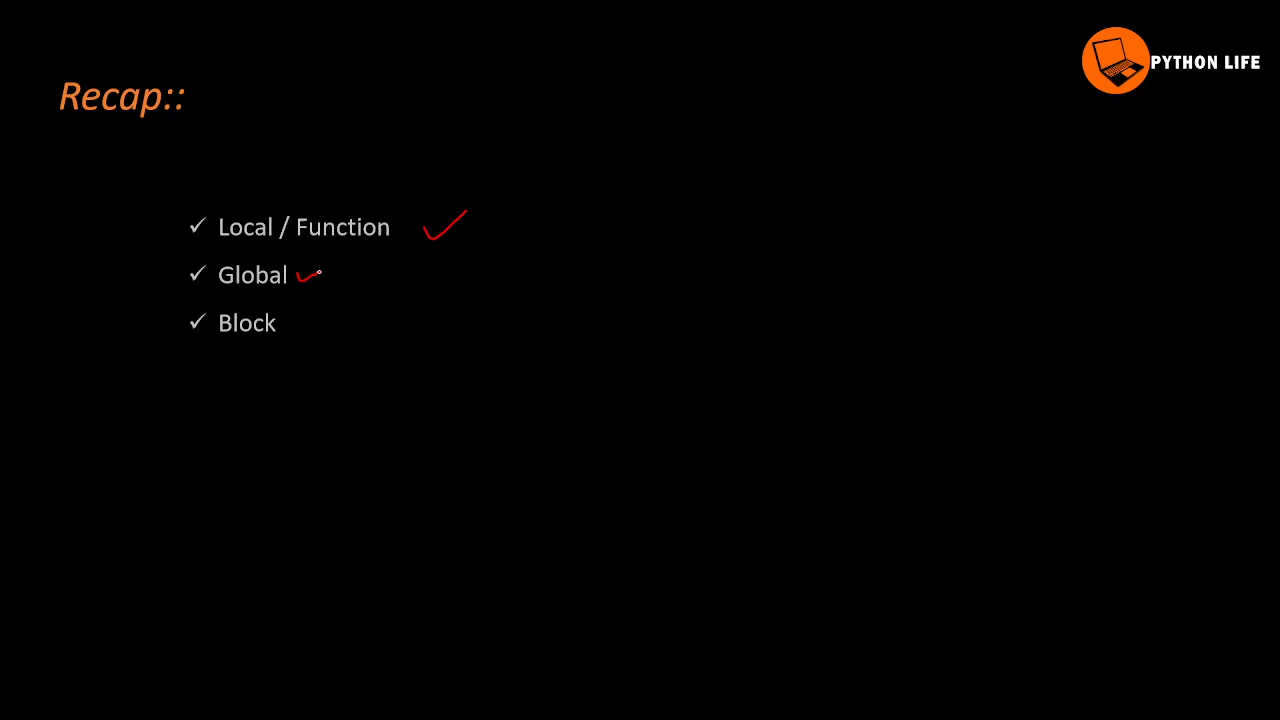 PYTHON LIFE
Recap::
✓ Local / Function
✓ Global
✓ Block